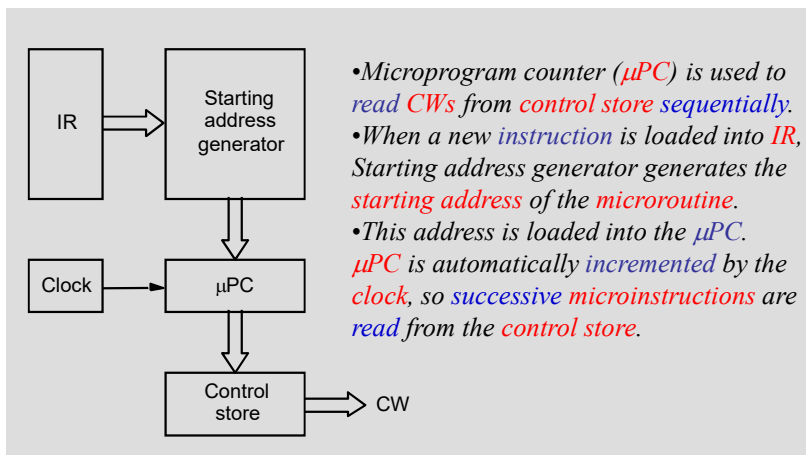 IR
Starting
address
generator
Clock
μPC
Control
store
CW
•Microprogram counter (μPC) is used to
read CWs from control store sequentially.
•When a new instruction is loaded into IR,
Starting address generator generates the
starting address of the microroutine.
•This address is loaded into the μPC.
μPC is automatically incremented by the
clock, so successive microinstructions are
read from the control store.